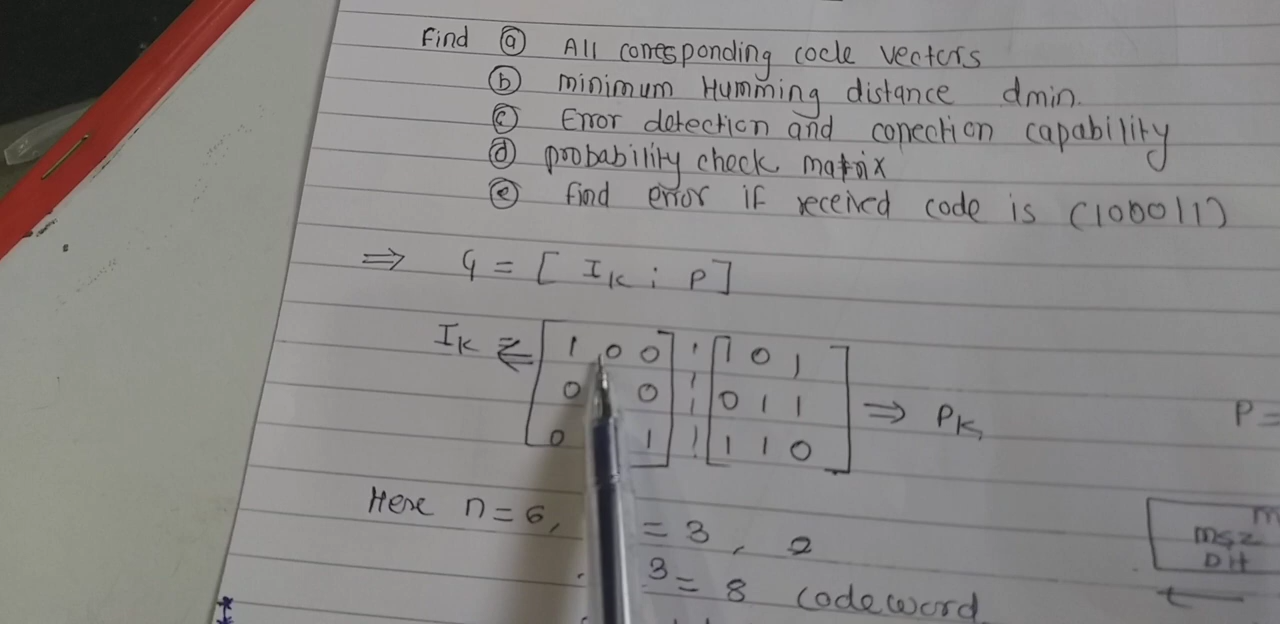 Find ⓐ All corresponding code vectors
ⓑ minimum Humming distance dmin.
ⓒ Error detection and correction capability
ⓓ probability check matrix
ⓔ find error if received code is (100011)
⇒ G = [ IK : P ]
IK ⇐ [ 1 0 0 ] ¦ [ 1 0 1 ]
0 0 ¦ 0 1 1 ⇒ PK, P =
0 1 ¦ 1 1 0
Here n = 6, = 3, 2
msz
3 = 8 codeword
DH